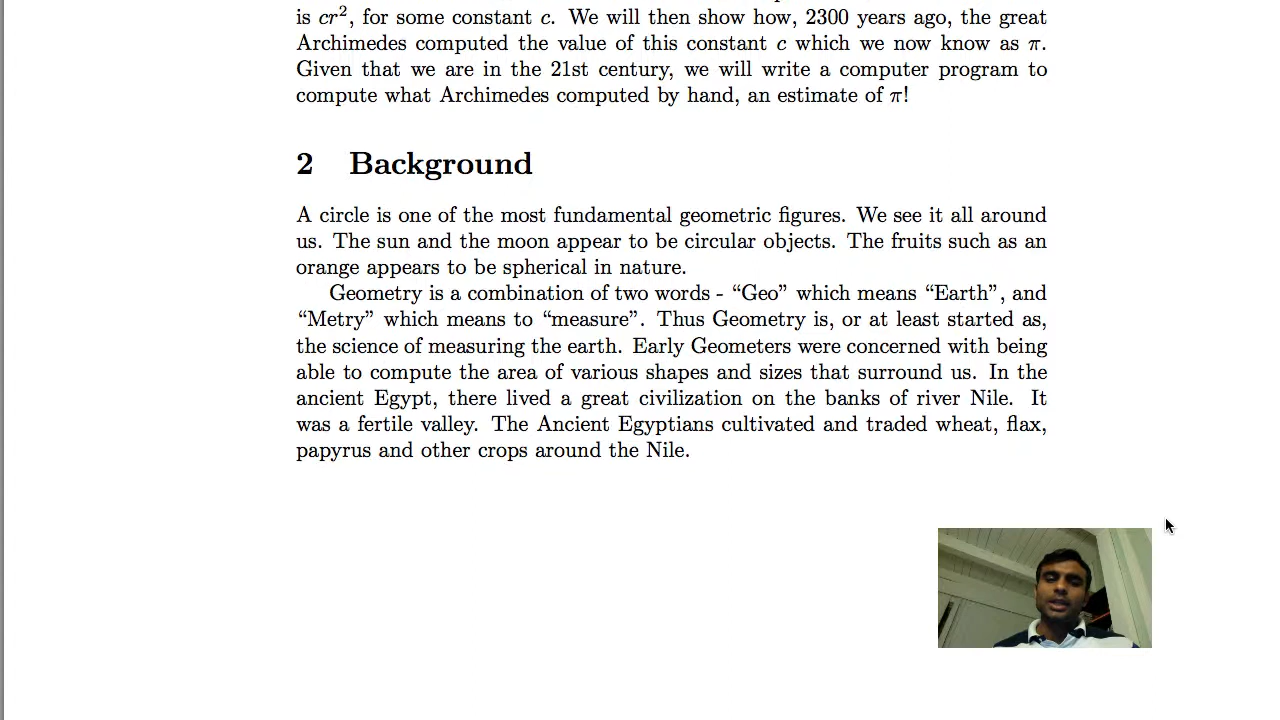 is cr², for some constant c. We will then show how, 2300 years ago, the great
Archimedes computed the value of this constant c which we now know as π.
Given that we are in the 21st century, we will write a computer program to
compute what Archimedes computed by hand, an estimate of π!
2 Background
A circle is one of the most fundamental geometric figures. We see it all around
us. The sun and the moon appear to be circular objects. The fruits such as an
orange appears to be spherical in nature.
Geometry is a combination of two words - “Geo” which means “Earth”, and
“Metry” which means to “measure”. Thus Geometry is, or at least started as,
the science of measuring the earth. Early Geometers were concerned with being
able to compute the area of various shapes and sizes that surround us. In the
ancient Egypt, there lived a great civilization on the banks of river Nile. It
was a fertile valley. The Ancient Egyptians cultivated and traded wheat, flax,
papyrus and other crops around the Nile.